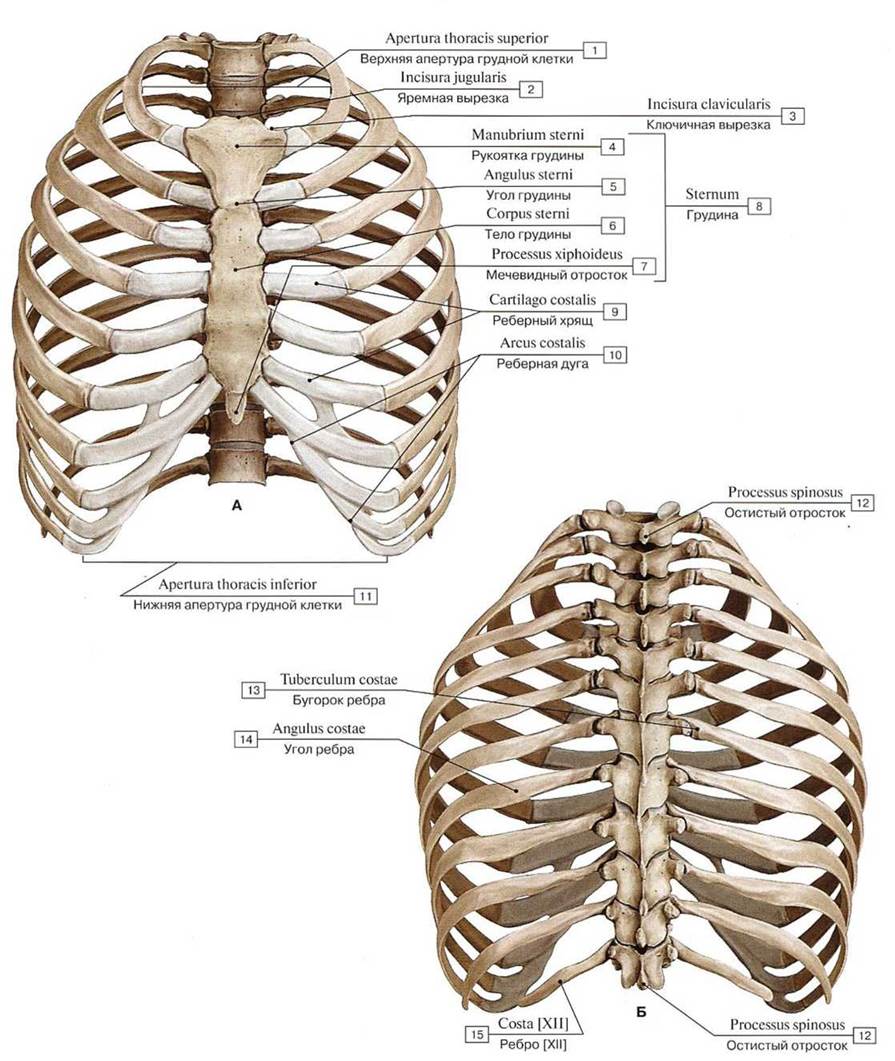 Apertura thoracis superior
1
Верхняя апертура грудной клетки
Incisura jugularis
2
Яремная вырезка
Incisura clavicularis
3
Ключичная вырезка
Manubrium sterni
4
Рукоятка грудины
Angulus sterni
5
Угол грудины
Sternum
8
Грудина
Corpus sterni
6
Тело грудины
Processus xiphoideus
7
Мечевидный отросток
Cartilago costalis
9
Реберный хрящ
Arcus costalis
10
Реберная дуга
А
Apertura thoracis inferior
11
Нижняя апертура грудной клетки
Processus spinosus
12
Остистый отросток
13
Tuberculum costae
Бугорок ребра
14
Angulus costae
Угол ребра
15
Costa [XII]
Ребро [XII]
Б
Processus spinosus
12
Остистый отросток